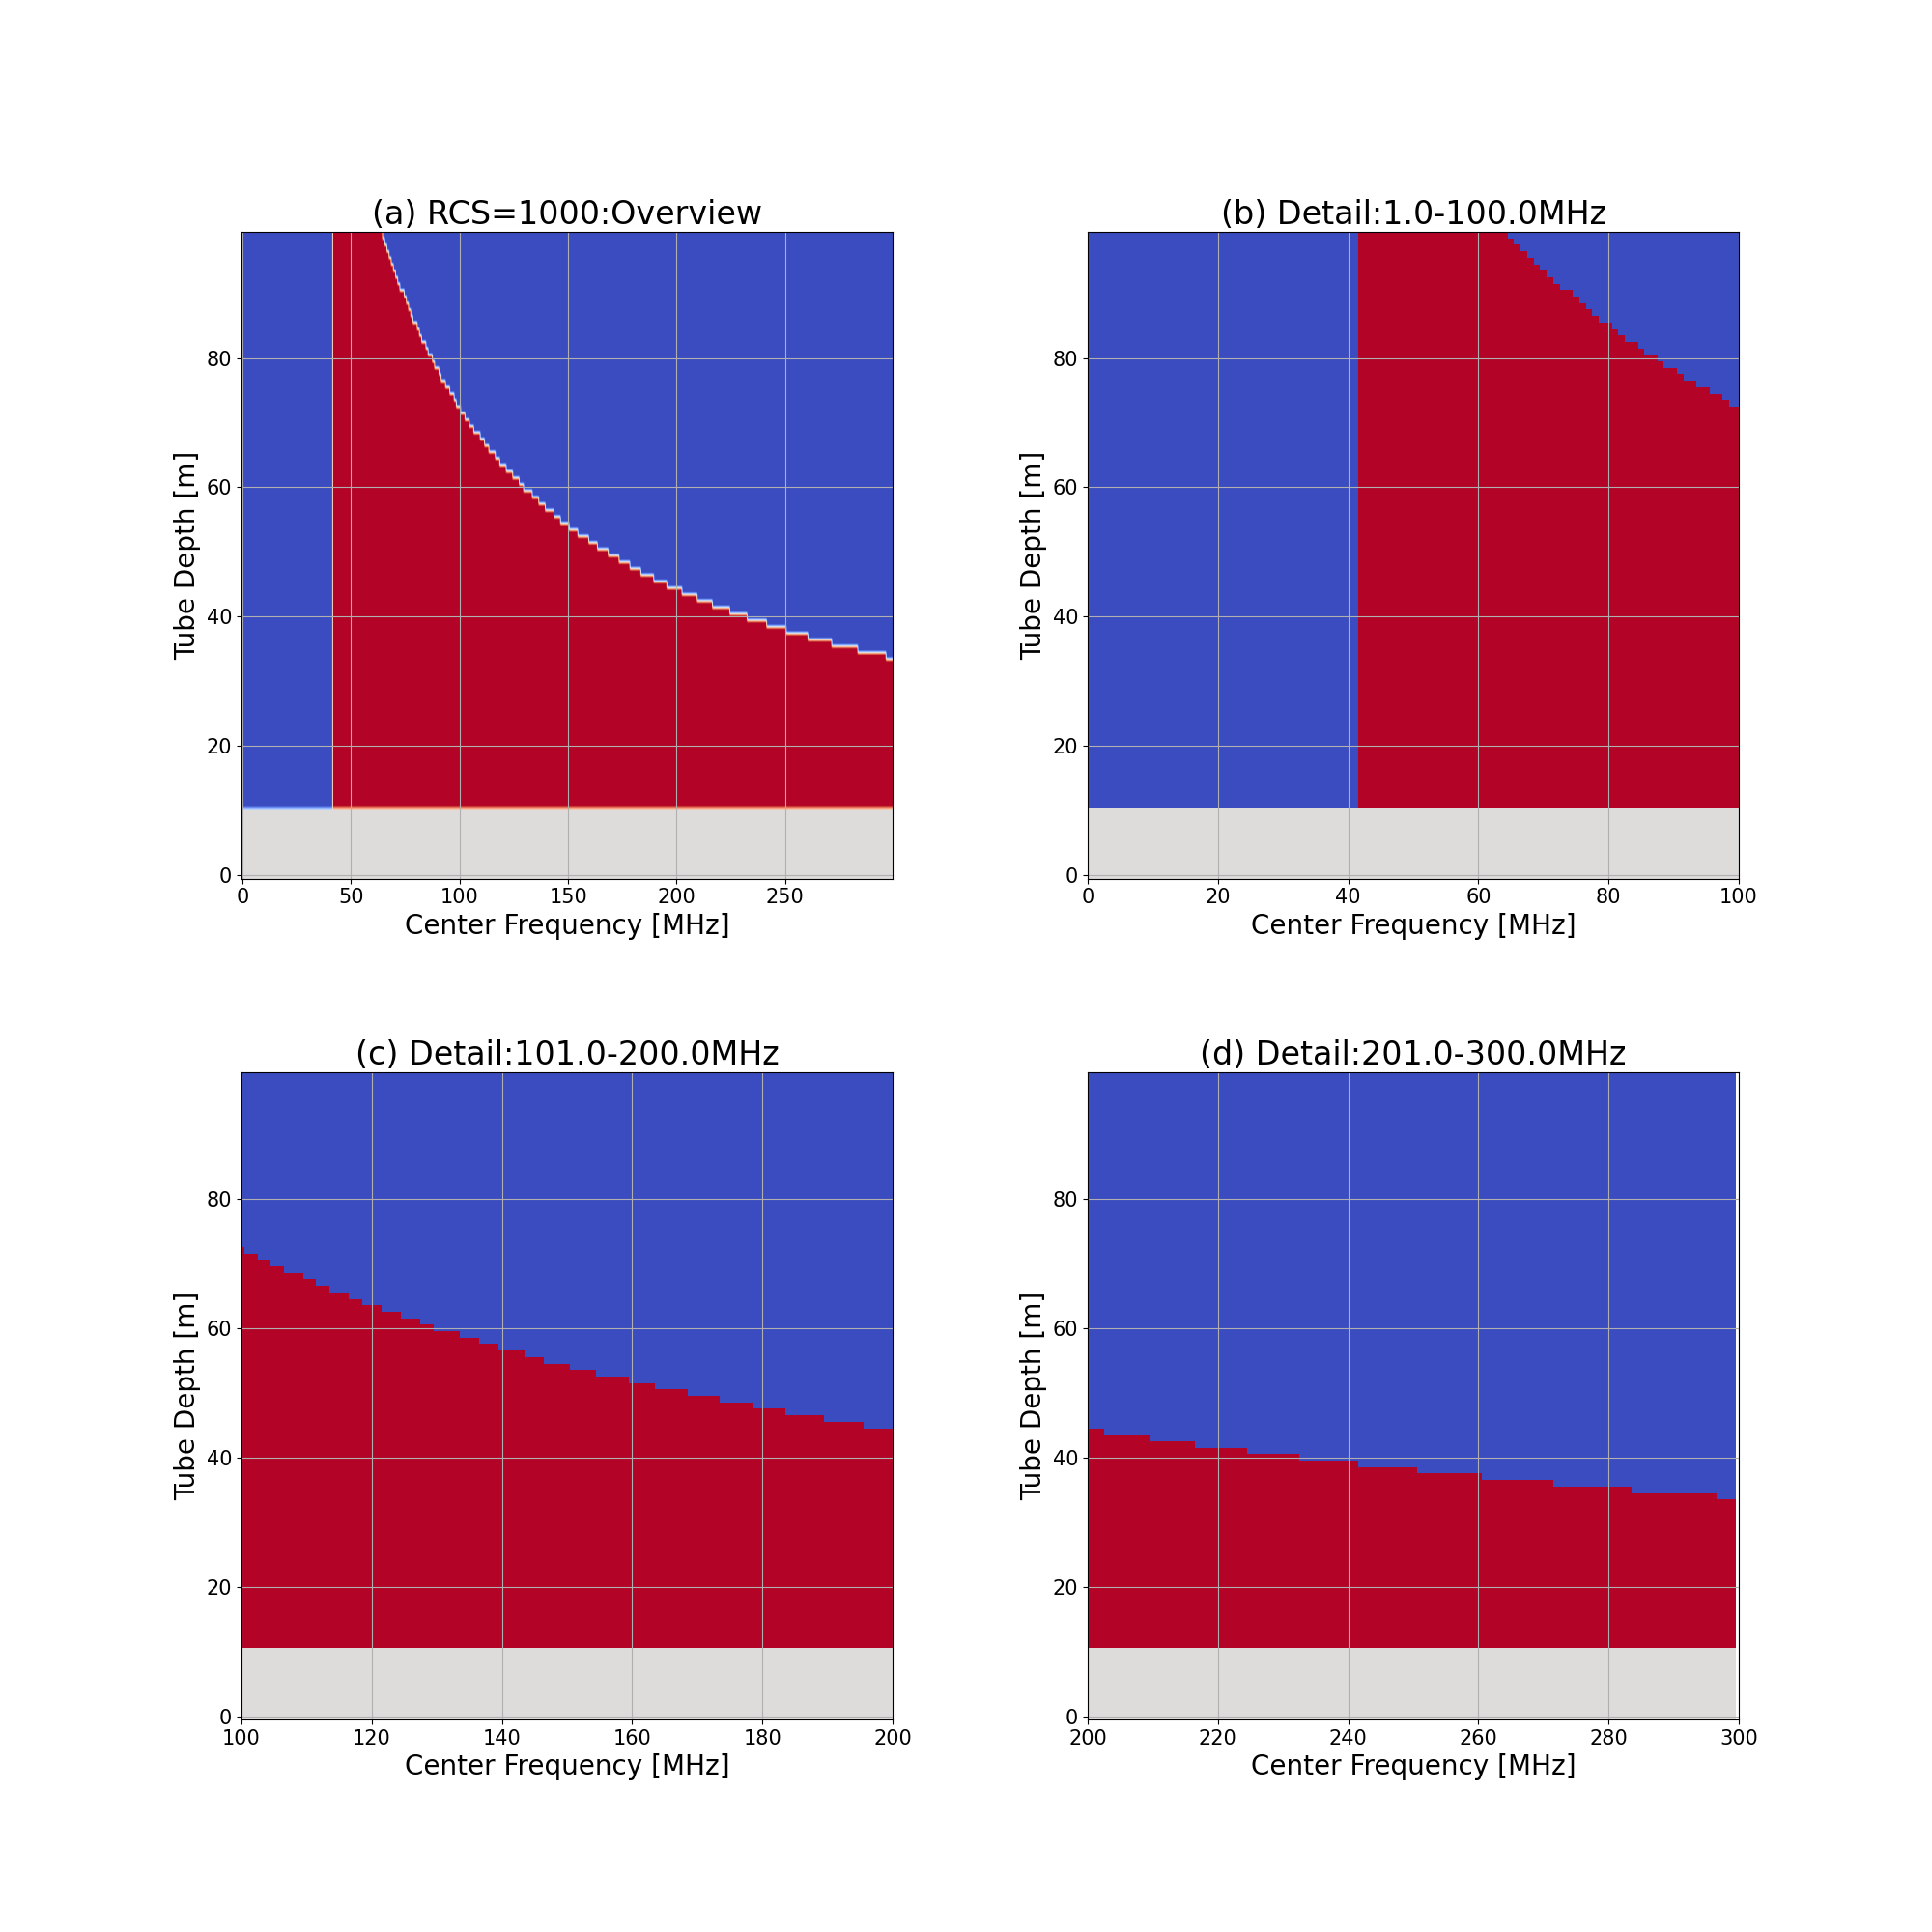 (a) RCS=1000:Overview
Tube Depth [m]
80
60
40
20
0
0 50 100 150 200 250
Center Frequency [MHz]
(b) Detail:1.0-100.0MHz
Tube Depth [m]
80
60
40
20
0
0 20 40 60 80 100
Center Frequency [MHz]
(c) Detail:101.0-200.0MHz
Tube Depth [m]
80
60
40
20
0
100 120 140 160 180 200
Center Frequency [MHz]
(d) Detail:201.0-300.0MHz
Tube Depth [m]
80
60
40
20
0
200 220 240 260 280 300
Center Frequency [MHz]